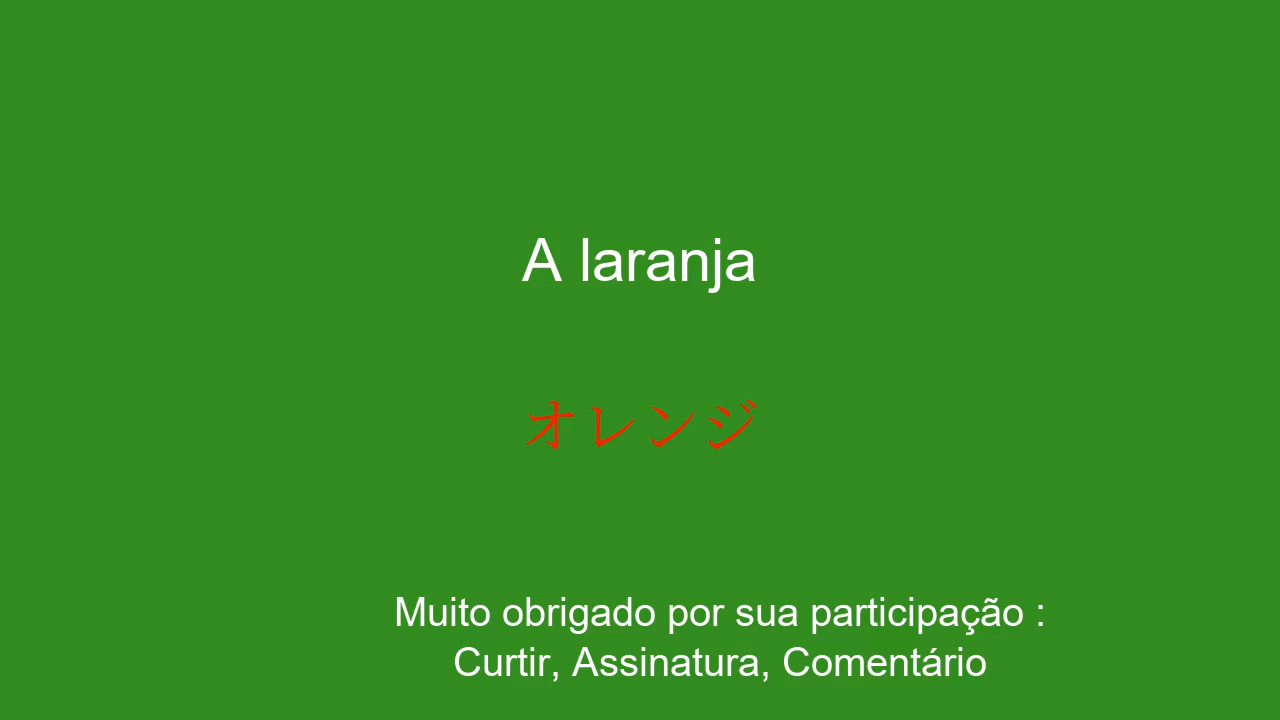 A laranja
オレンジ
Muito obrigado por sua participação :
Curtir, Assinatura, Comentário